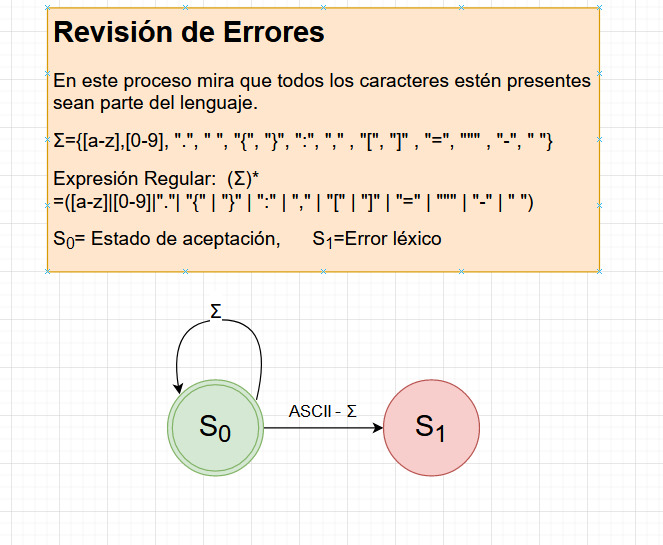 Revisión de Errores
En este proceso mira que todos los caracteres estén presentes
sean parte del lenguaje.
Σ={[a-z],[0-9], ".", " ", "{", "}", ":", "," , "[", "]" , "=", """ , "-", " "}
Expresión Regular: (Σ)*
=([a-z]|[0-9]|"."| "{" | "}" | ":" | "," | "[" | "]" | "=" | """ | "-" | " ")
S₀= Estado de aceptación, S₁=Error léxico
Σ
ASCII - Σ
S₀
S₁